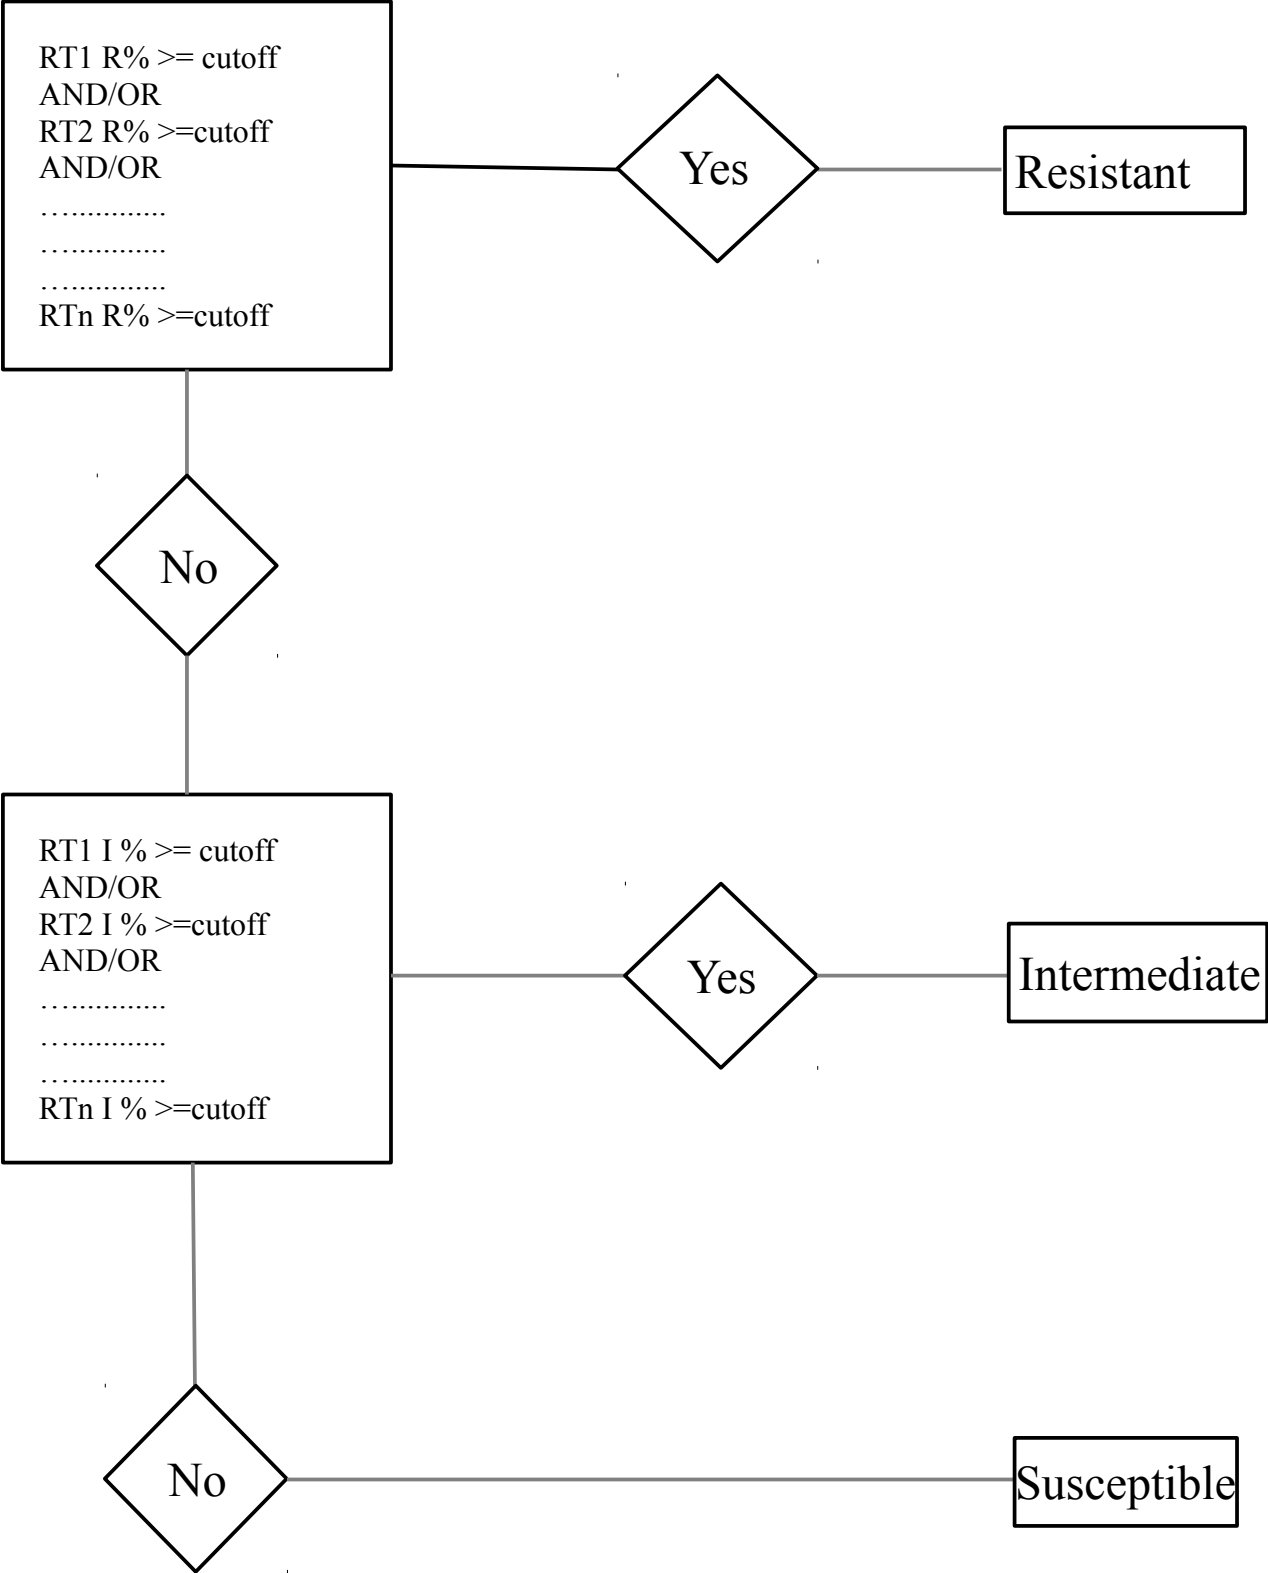 RT1 R% >= cutoff
AND/OR
RT2 R% >=cutoff
AND/OR
…............
…............
…............
RTn R% >=cutoff
Yes
Resistant
No
RT1 I % >= cutoff
AND/OR
RT2 I % >=cutoff
AND/OR
…............
…............
…............
RTn I % >=cutoff
Yes
Intermediate
No
Susceptible